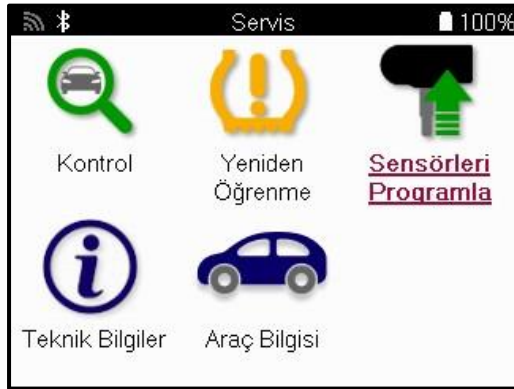 Servis
100%
Kontrol
Yeniden
Öğrenme
Sensörleri
Programla
Teknik Bilgiler
Araç Bilgisi